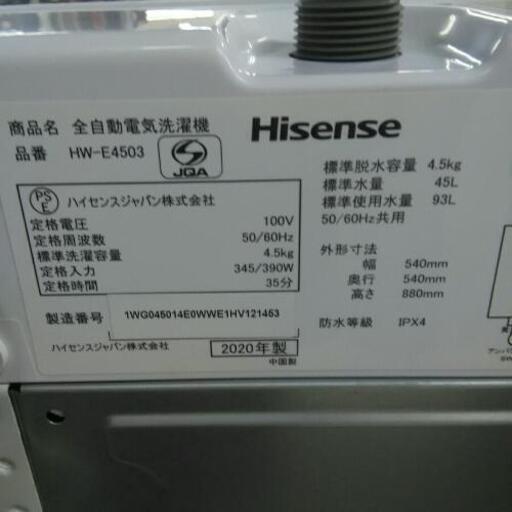 商品名 全自動電気洗濯機
Hisense
品番 HW-E4503
JQA
標準脱水容量 4.5kg
標準水量 45L
標準使用水量 93L
50/60Hz共用
PS
E
ハイセンスジャパン株式会社
定格電圧 100V
定格周波数 50/60Hz
標準洗濯容量 4.5kg
定格入力 345/390W
定格時間 35分
外形寸法
幅 540mm
奥行 540mm
高さ 880mm
製造番号 1WG045014E0WWE1HV121453
防水等級 IPX4
ハイセンスジャパン株式会社
2020年製
中国製